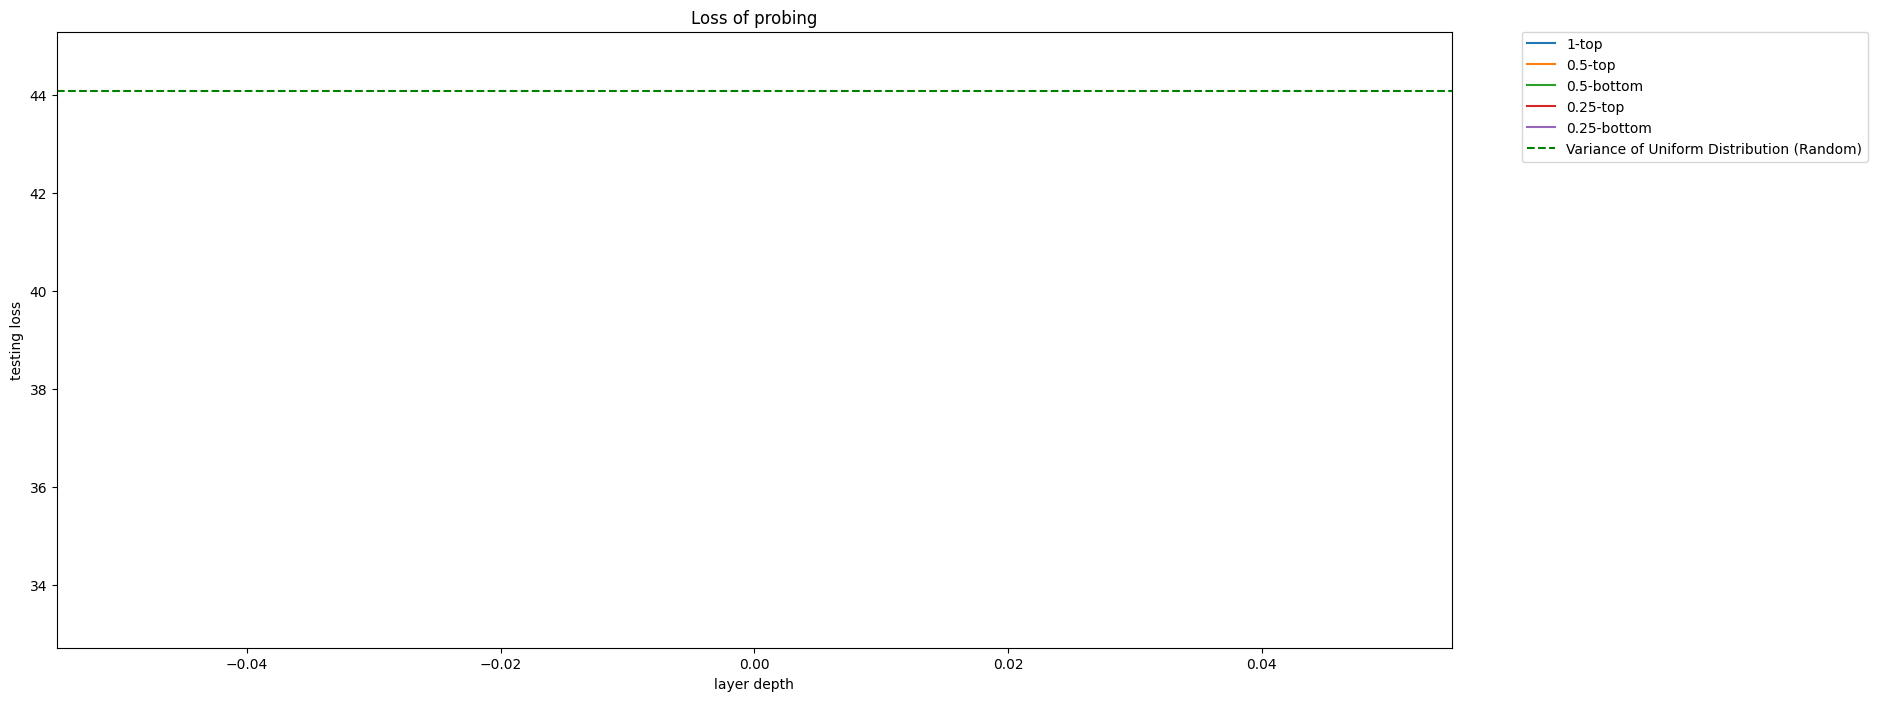 Loss of probing
1-top
0.5-top
0.5-bottom
0.25-top
0.25-bottom
Variance of Uniform Distribution (Random)
testing loss
44
42
40
38
36
34
−0.04
−0.02
0.00
0.02
0.04
layer depth